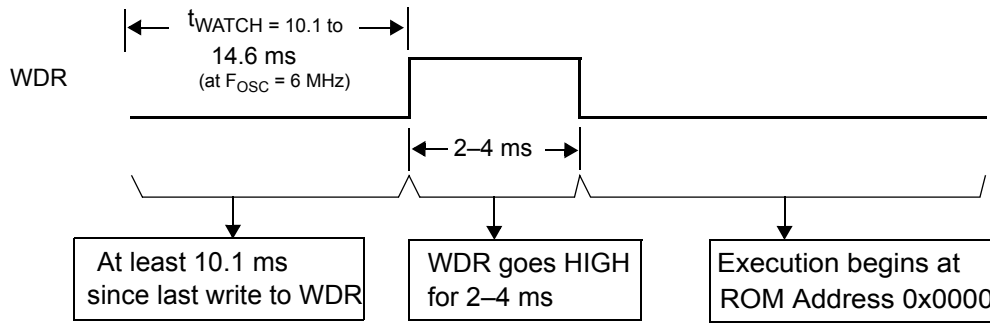 tWATCH = 10.1 to
14.6 ms
(at FOSC = 6 MHz)
WDR
2–4 ms
At least 10.1 ms
since last write to WDR
WDR goes HIGH
for 2–4 ms
Execution begins at
ROM Address 0x0000